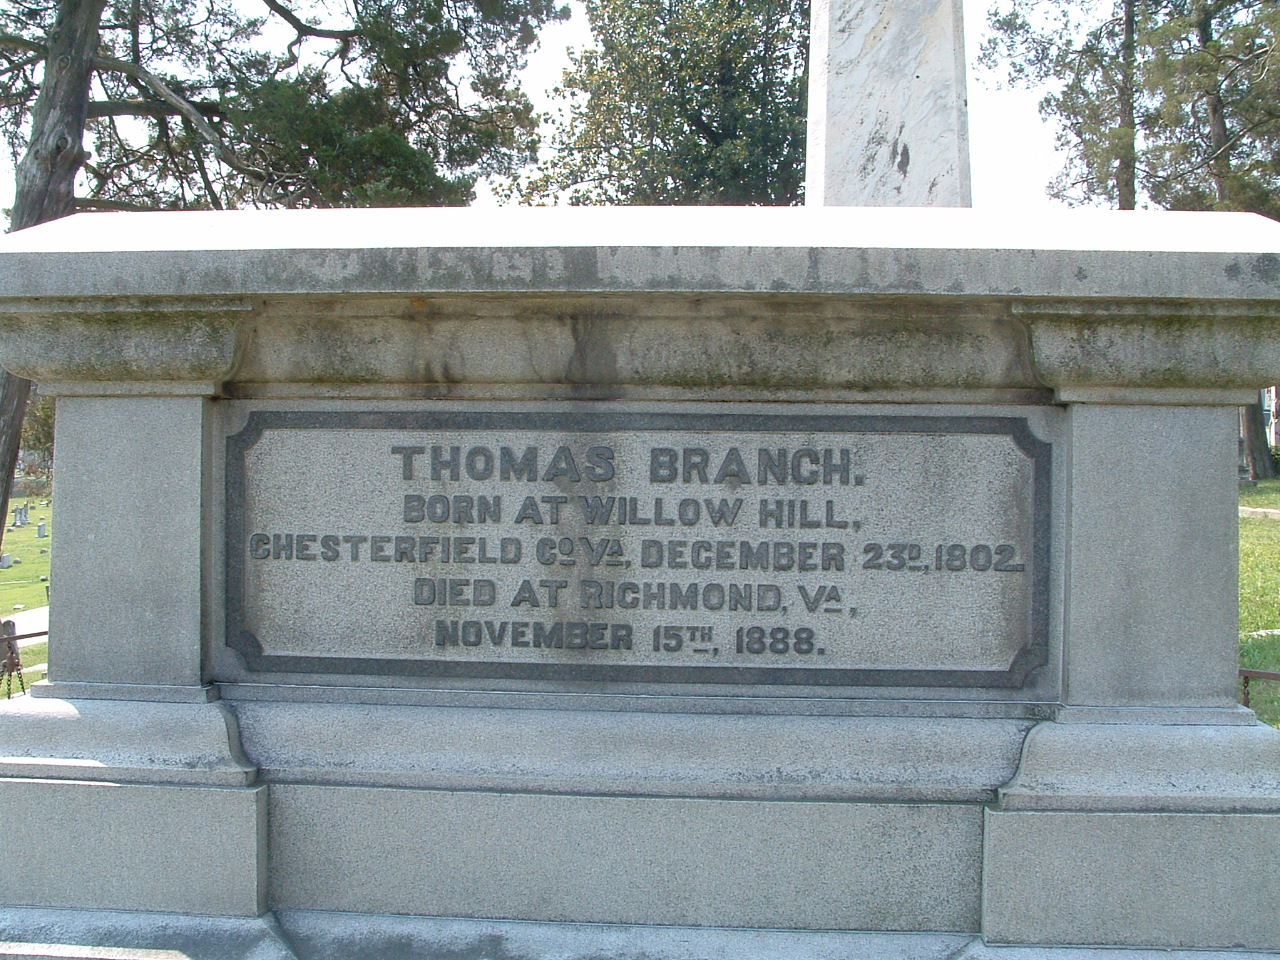 THOMAS BRANCH.
BORN AT WILLOW HILL,
CHESTERFIELD Co. VA, DECEMBER 23D, 1802.
DIED AT RICHMOND, VA,
NOVEMBER 15TH, 1888.